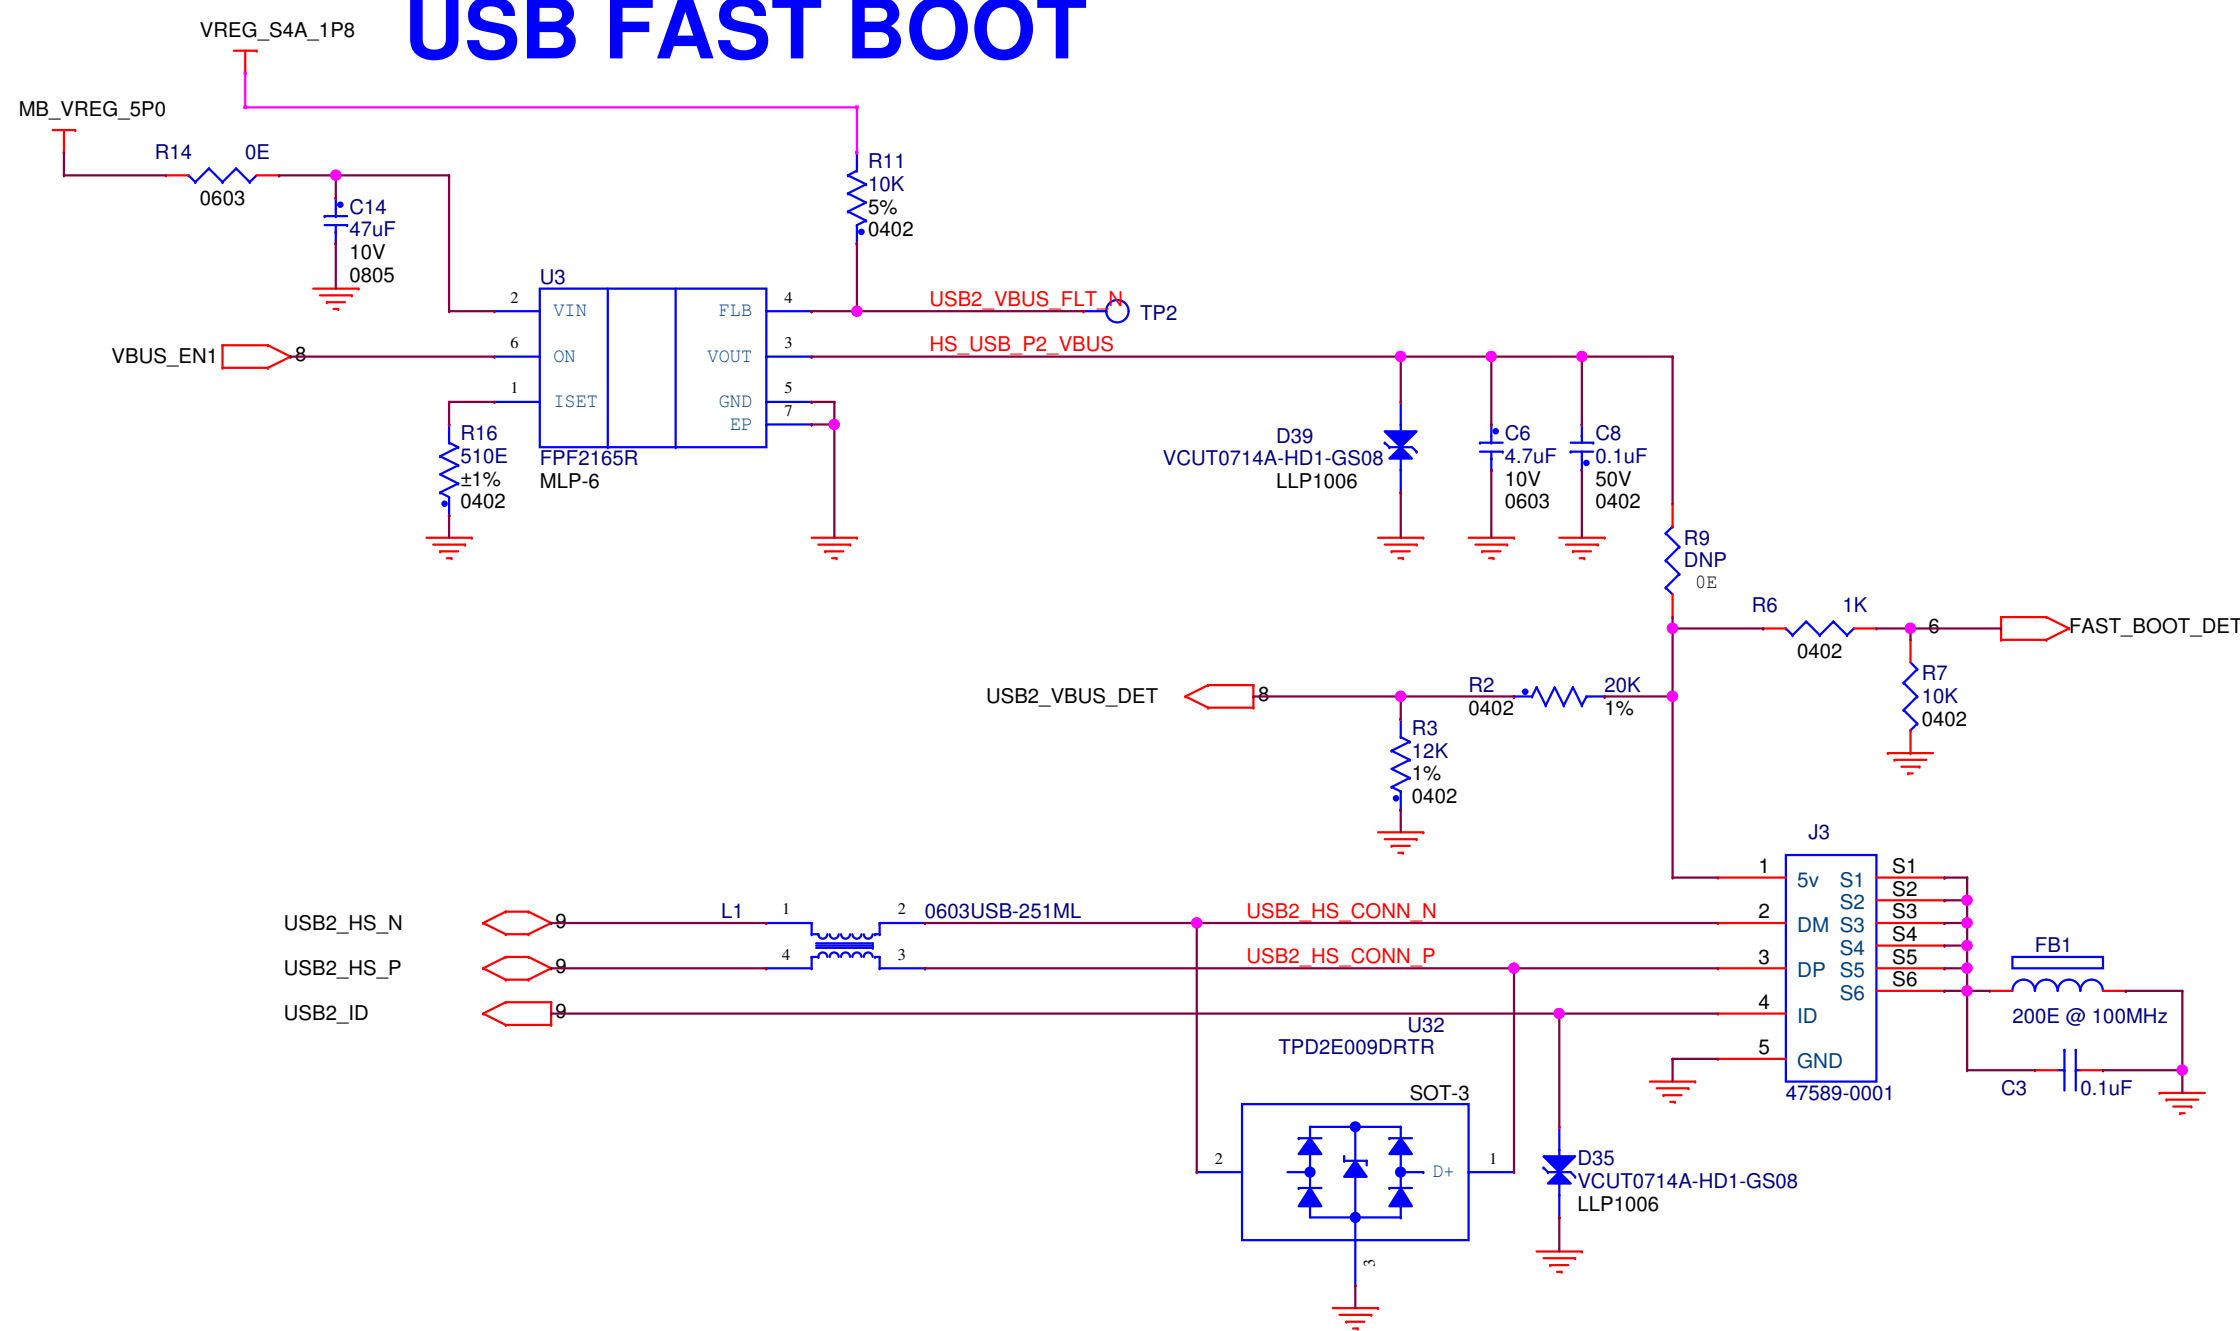 USB FAST BOOT
VREG_S4A_1P8
MB_VREG_5P0
R14 0E
0603
C14
47uF
10V
0805
R11
10K
5%
0402
U3
2 VIN FLB 4
6 ON VOUT 3
1 ISET GND 5
EP 7
FPF2165R
MLP-6
USB2_VBUS_FLT_N
TP2
HS_USB_P2_VBUS
VBUS_EN1 8
R16
510E
±1%
0402
D39
VCUT0714A-HD1-GS08
LLP1006
C6
4.7uF
10V
0603
C8
0.1uF
50V
0402
R9
DNP
0E
R6 1K
0402
6 FAST_BOOT_DET
R7
10K
0402
USB2_VBUS_DET 8
R2 20K
0402 1%
R3
12K
1%
0402
J3
1 5v S1 S1
S2 S2
2 DM S3 S3
S4 S4
3 DP S5 S5
S6 S6
4 ID
5 GND
47589-0001
USB2_HS_N 9
USB2_HS_P 9
USB2_ID 9
L1 1 2 0603USB-251ML
4 3
USB2_HS_CONN_N
USB2_HS_CONN_P
FB1
200E @ 100MHz
C3 0.1uF
U32
TPD2E009DRTR
SOT-3
2 D+ 1
3
D35
VCUT0714A-HD1-GS08
LLP1006